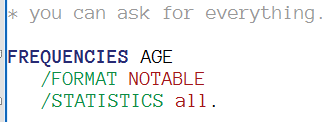 * you can ask for everything.
FREQUENCIES AGE
/FORMAT NOTABLE
/STATISTICS all.